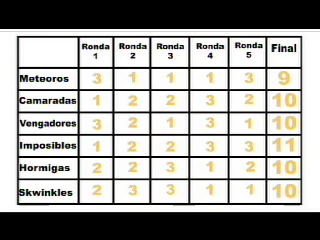 Ronda 1 Ronda 2 Ronda 3 Ronda 4 Ronda 5 Final
Meteoros 3 1 1 1 3 9
Camaradas 1 2 2 3 2 10
Vengadores 3 2 1 3 1 10
Imposibles 1 2 2 3 3 11
Hormigas 2 2 3 1 2 10
Skwinkles 2 3 3 1 1 10